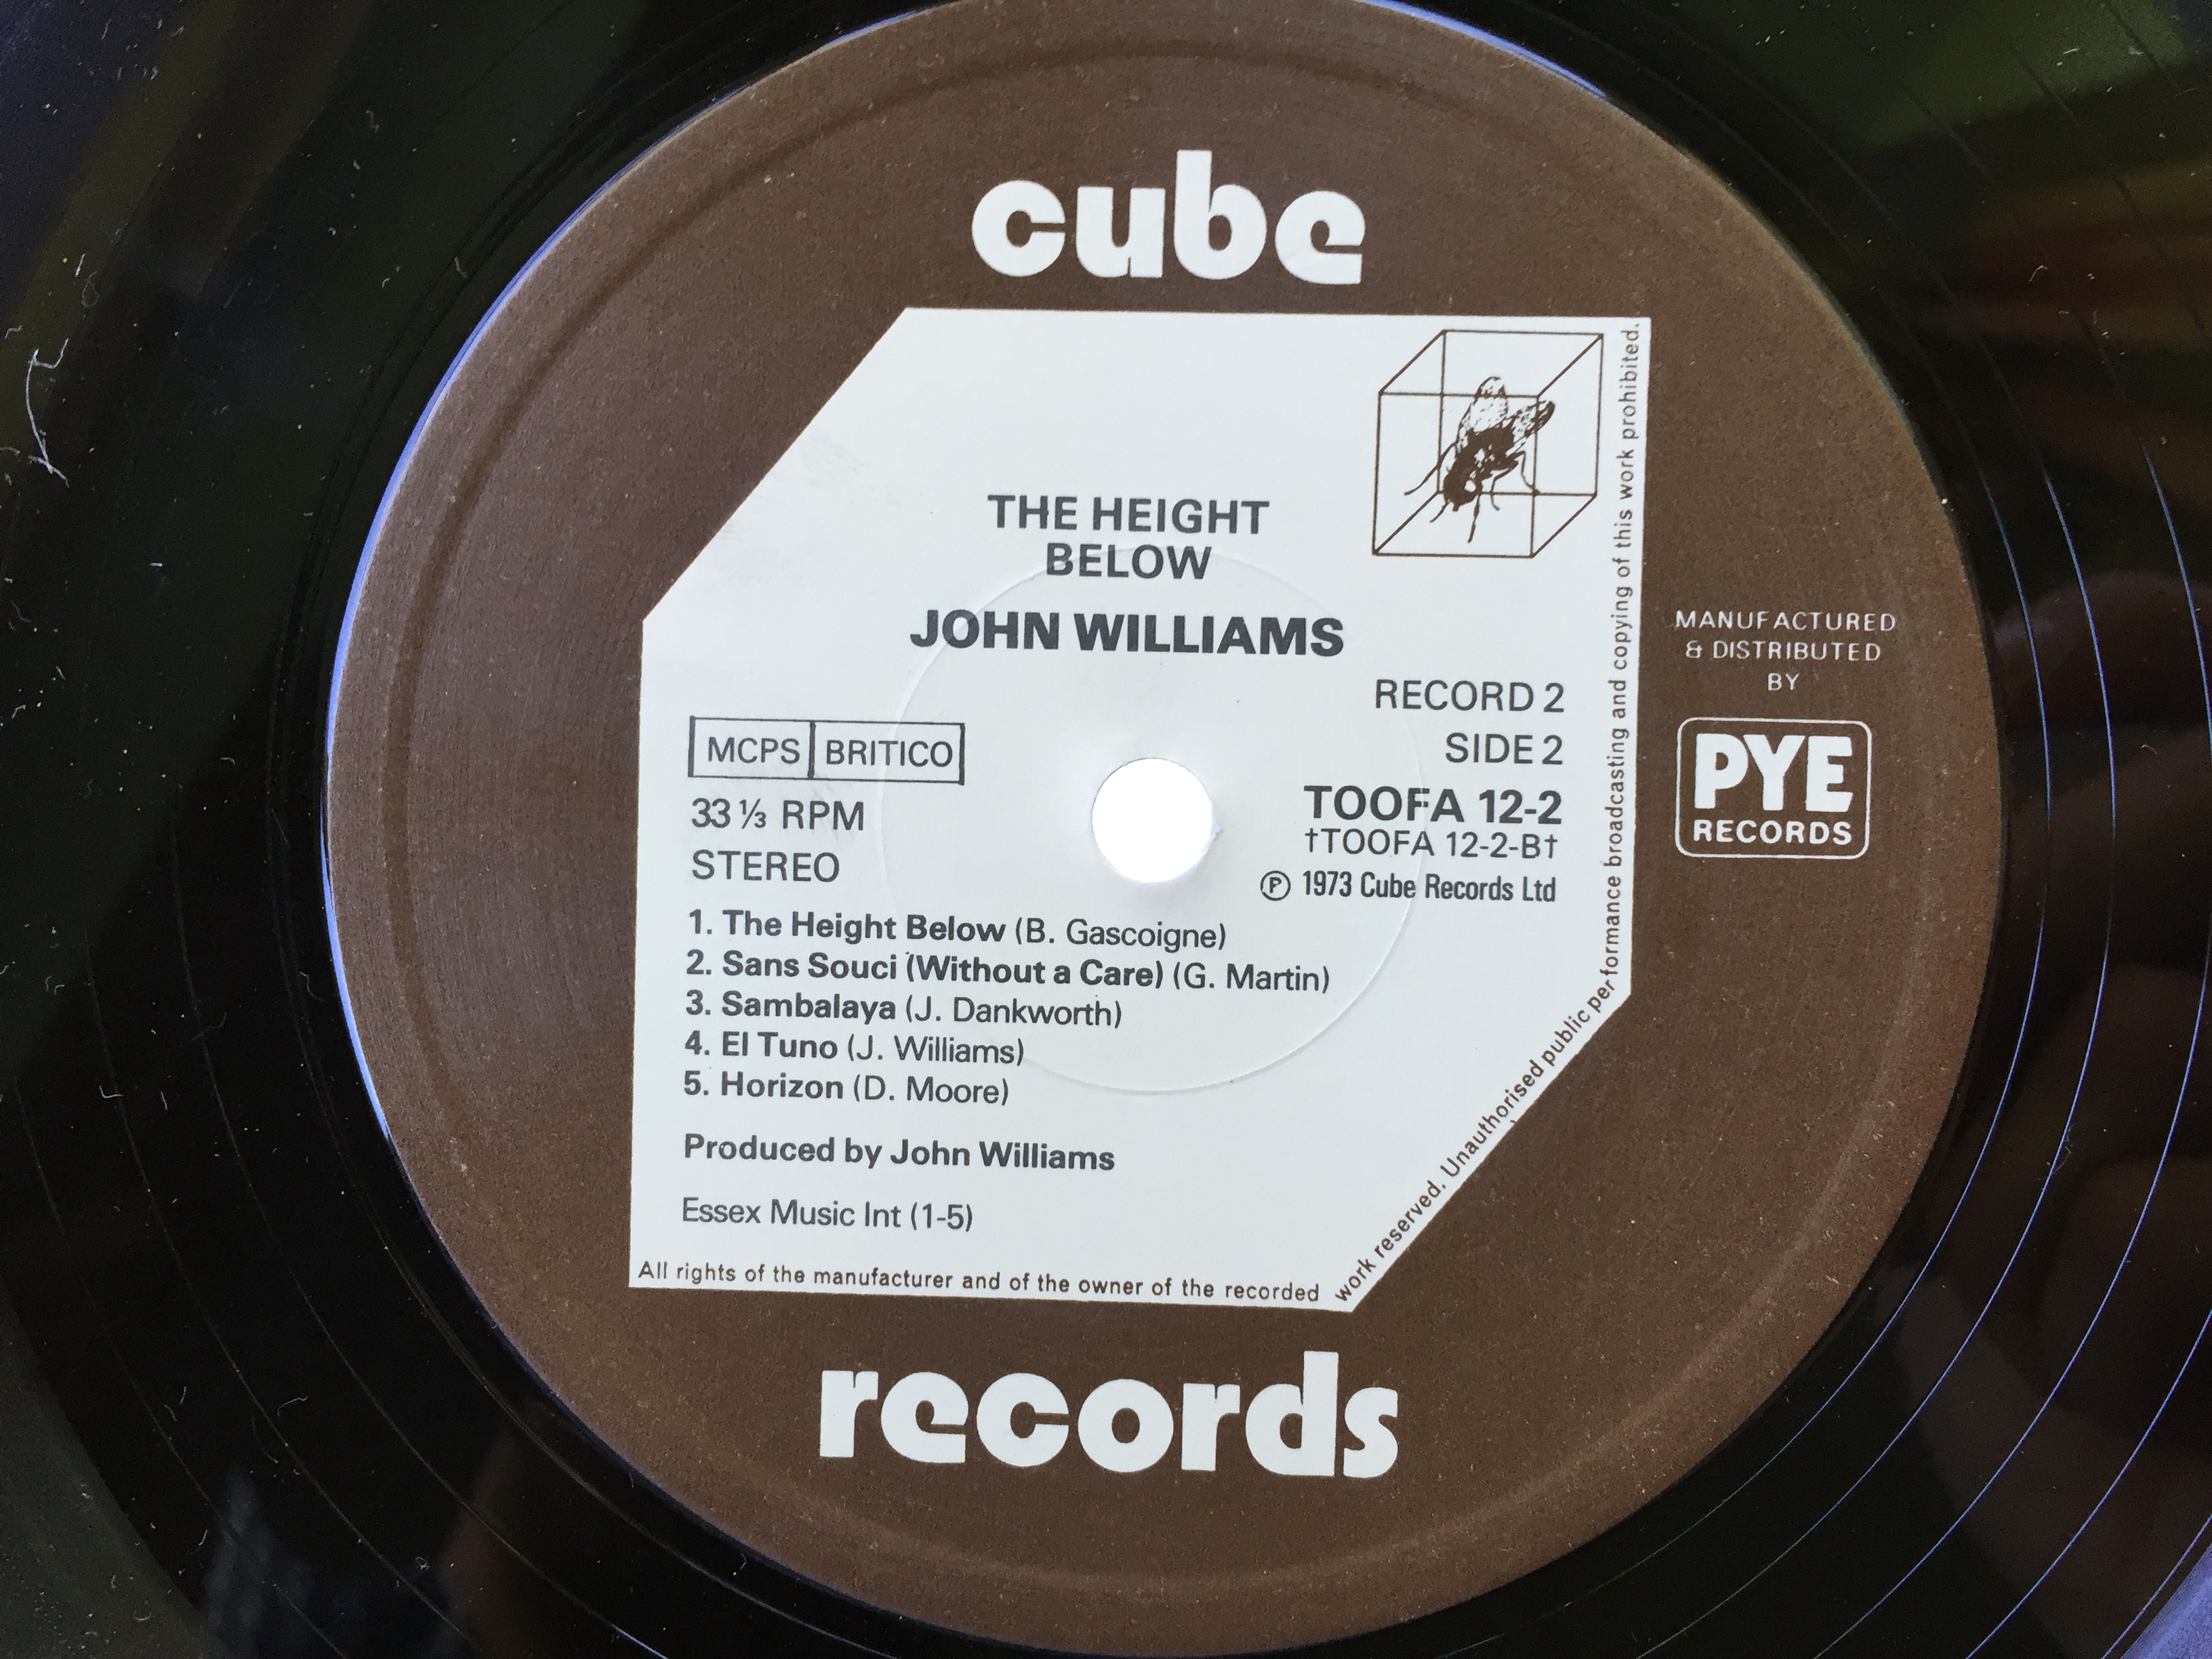 cube
THE HEIGHT
BELOW
JOHN WILLIAMS
RECORD 2
SIDE 2
MCPS BRITICO
33⅓ RPM
STEREO
TOOFA 12-2
†TOOFA 12-2-B†
℗ 1973 Cube Records Ltd
1. The Height Below (B. Gascoigne)
2. Sans Souci (Without a Care) (G. Martin)
3. Sambalaya (J. Dankworth)
4. El Tuno (J. Williams)
5. Horizon (D. Moore)
Produced by John Williams
Essex Music Int (1-5)
All rights of the manufacturer and of the owner of the recorded
work reserved. Unauthorised public performance broadcasting and copying of this work prohibited.
MANUFACTURED
& DISTRIBUTED
BY
PYE
RECORDS
records